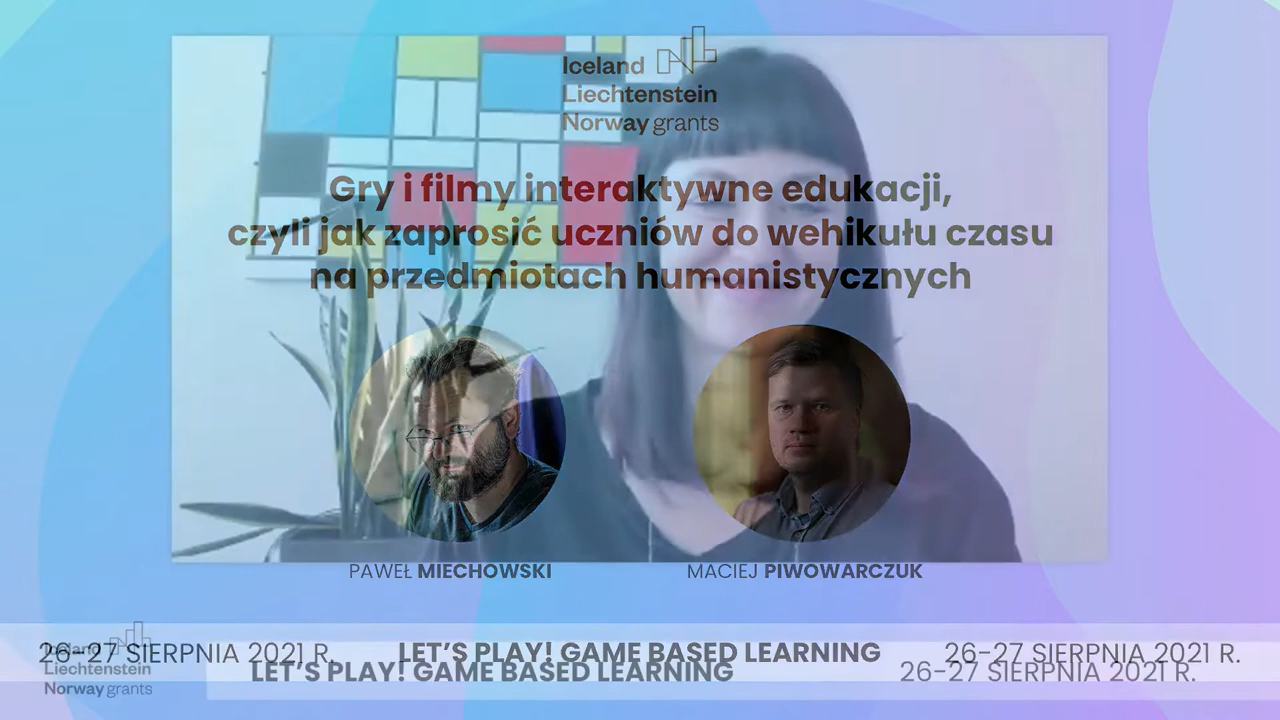 Iceland
Liechtenstein
Norway grants
Gry i filmy interaktywne edukacji,
czyli jak zaprosić uczniów do wehikułu czasu
na przedmiotach humanistycznych
PAWEŁ MIECHOWSKI
MACIEJ PIWOWARCZUK
26-27 SIERPNIA 2021 R. LET'S PLAY! GAME BASED LEARNING 26-27 SIERPNIA 2021 R.
LET'S PLAY! GAME BASED LEARNING 26-27 SIERPNIA 2021 R.
Iceland
Liechtenstein
Norway grants